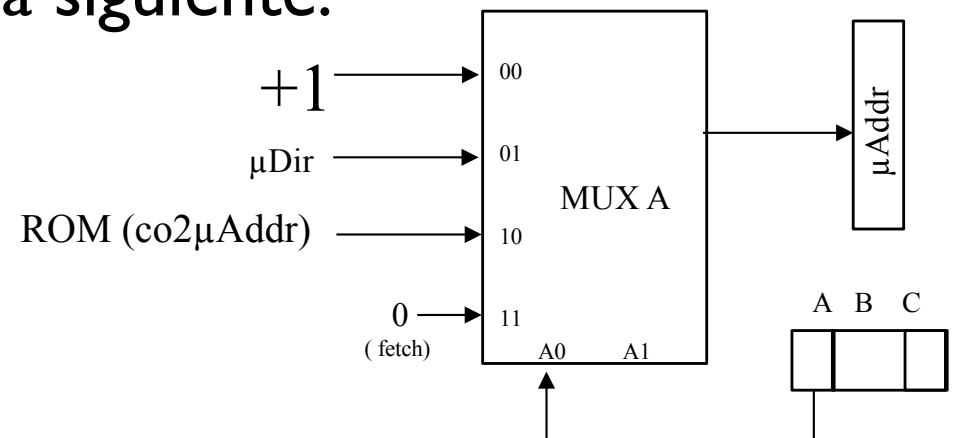 a siguiente:
+1
00
µDir
01
ROM (co2µAddr)
10
0
( fetch)
11
MUX A
A0 A1
µAddr
A B C